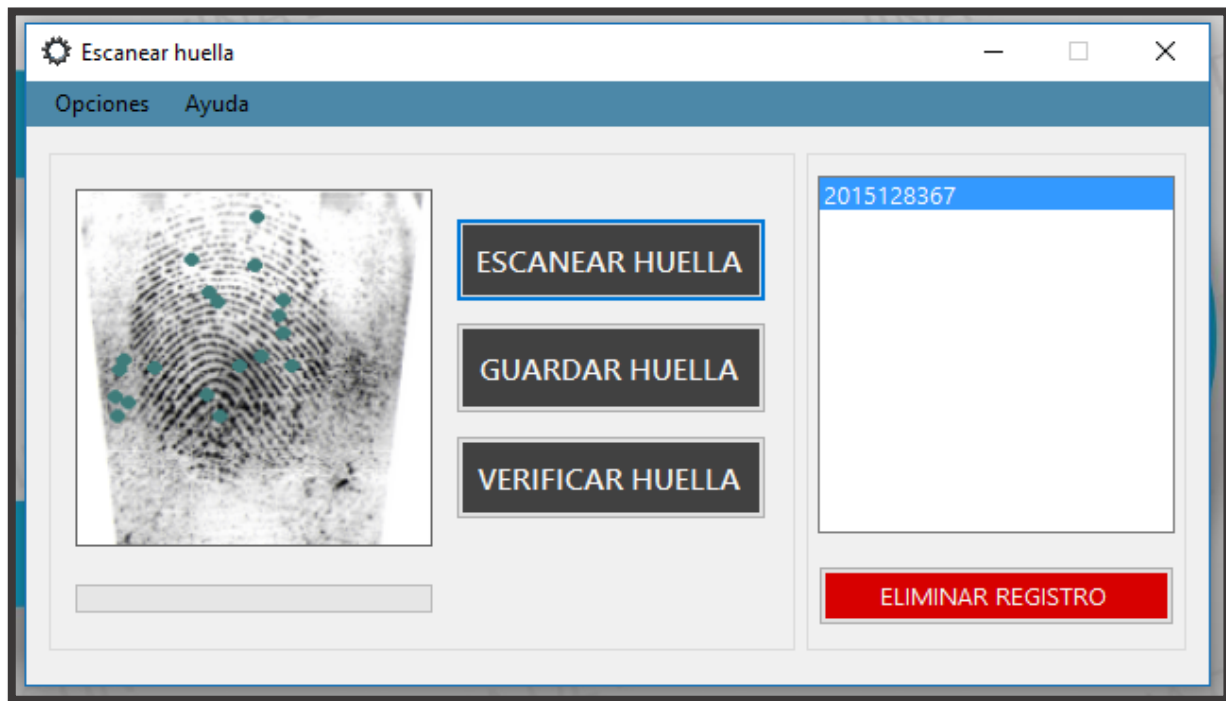 Escanear huella
Opciones Ayuda
ESCANEAR HUELLA
GUARDAR HUELLA
VERIFICAR HUELLA
2015128367
ELIMINAR REGISTRO